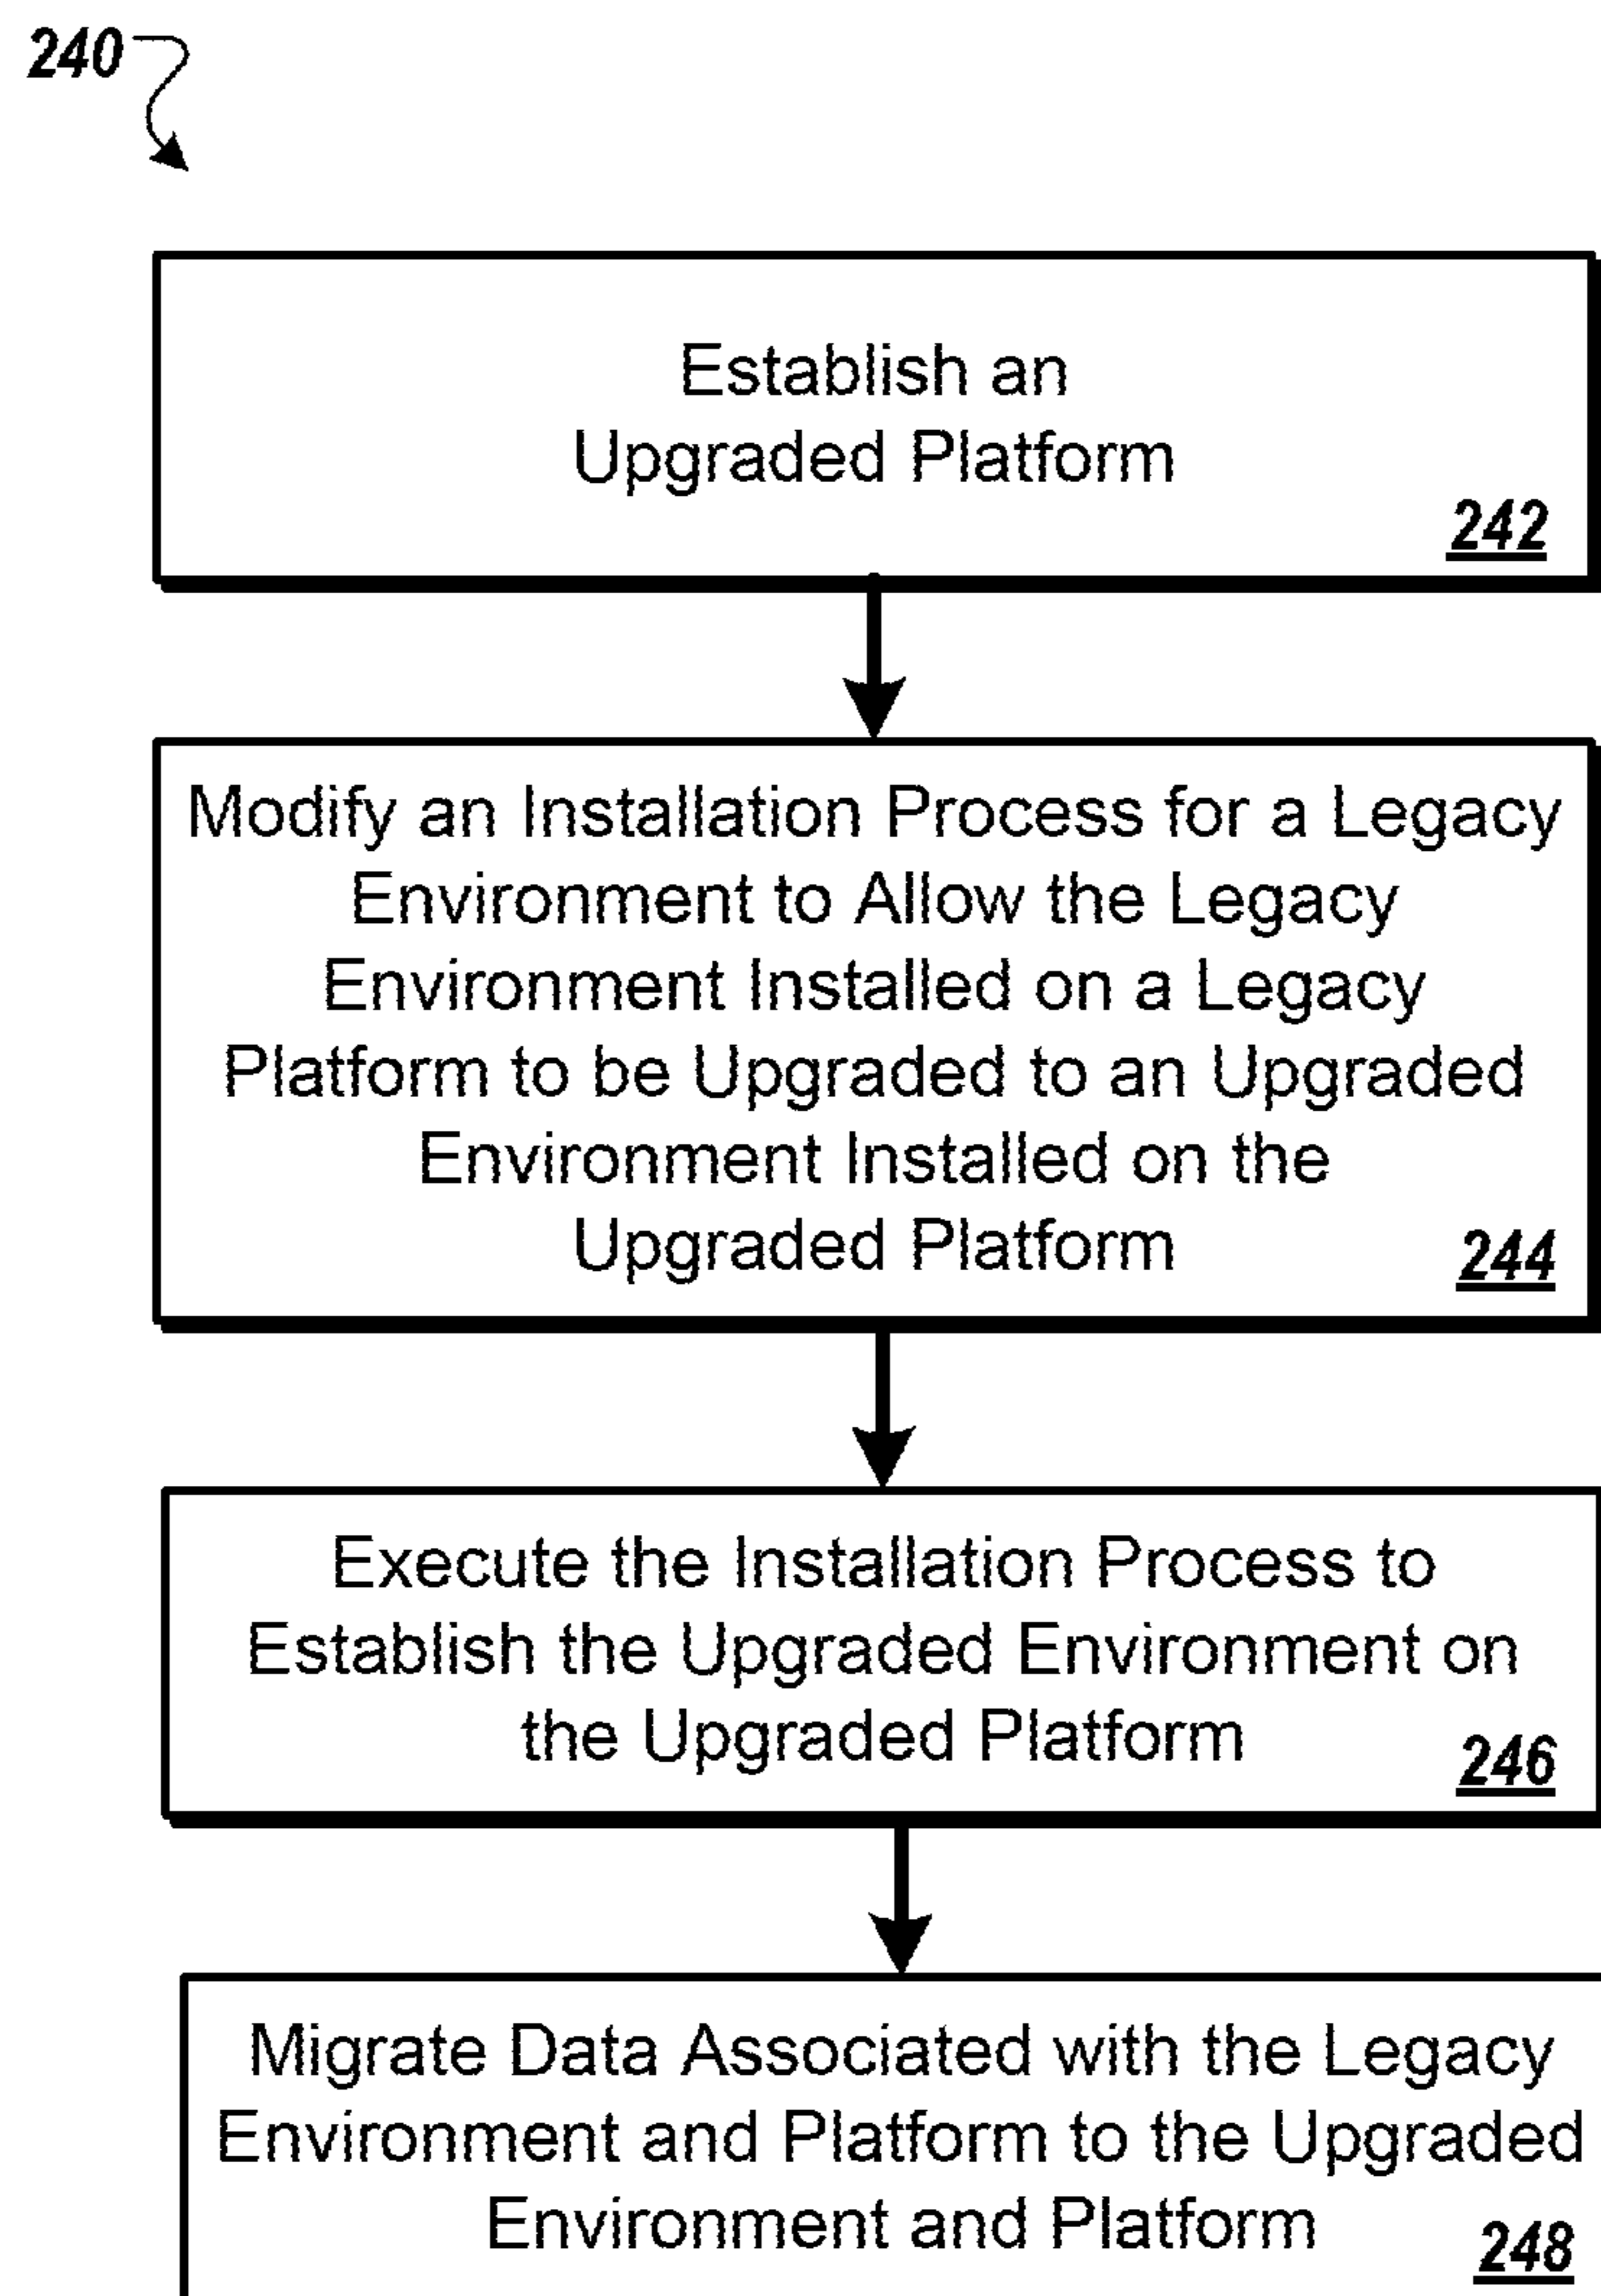 240
Establish an
Upgraded Platform
242
Modify an Installation Process for a Legacy
Environment to Allow the Legacy
Environment Installed on a Legacy
Platform to be Upgraded to an Upgraded
Environment Installed on the
Upgraded Platform
244
Execute the Installation Process to
Establish the Upgraded Environment on
the Upgraded Platform
246
Migrate Data Associated with the Legacy
Environment and Platform to the Upgraded
Environment and Platform
248